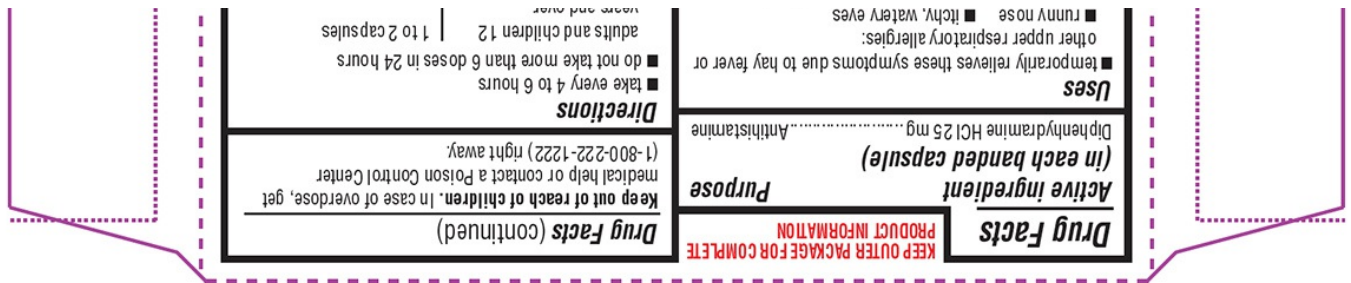 Drug Facts
KEEP OUTER PACKAGE FOR COMPLETE
PRODUCT INFORMATION
Active ingredient Purpose
(in each banded capsule)
Diphenhydramine HCl 25 mg........................Antihistamine
Uses
■ temporarily relieves these symptoms due to hay fever or
other upper respiratory allergies:
■ runny nose ■ itchy, watery eyes
Drug Facts (continued)
Keep out of reach of children. In case of overdose, get
medical help or contact a Poison Control Center
(1-800-222-1222) right away.
Directions
■ take every 4 to 6 hours
■ do not take more than 6 doses in 24 hours
adults and children 12 1 to 2 capsules
years and over